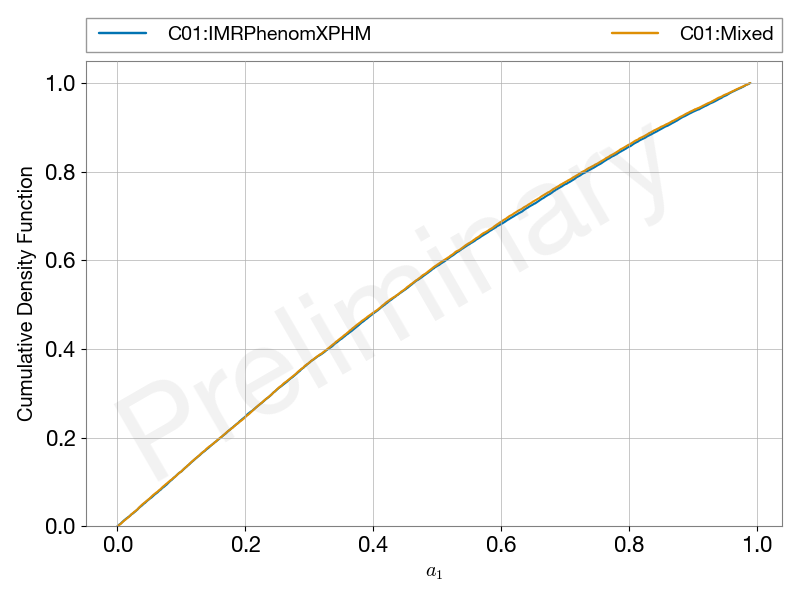 C01:IMRPhenomXPHM C01:Mixed
Preliminary
Cumulative Density Function
1.0
0.8
0.6
0.4
0.2
0.0
0.0 0.2 0.4 0.6 0.8 1.0
a₁